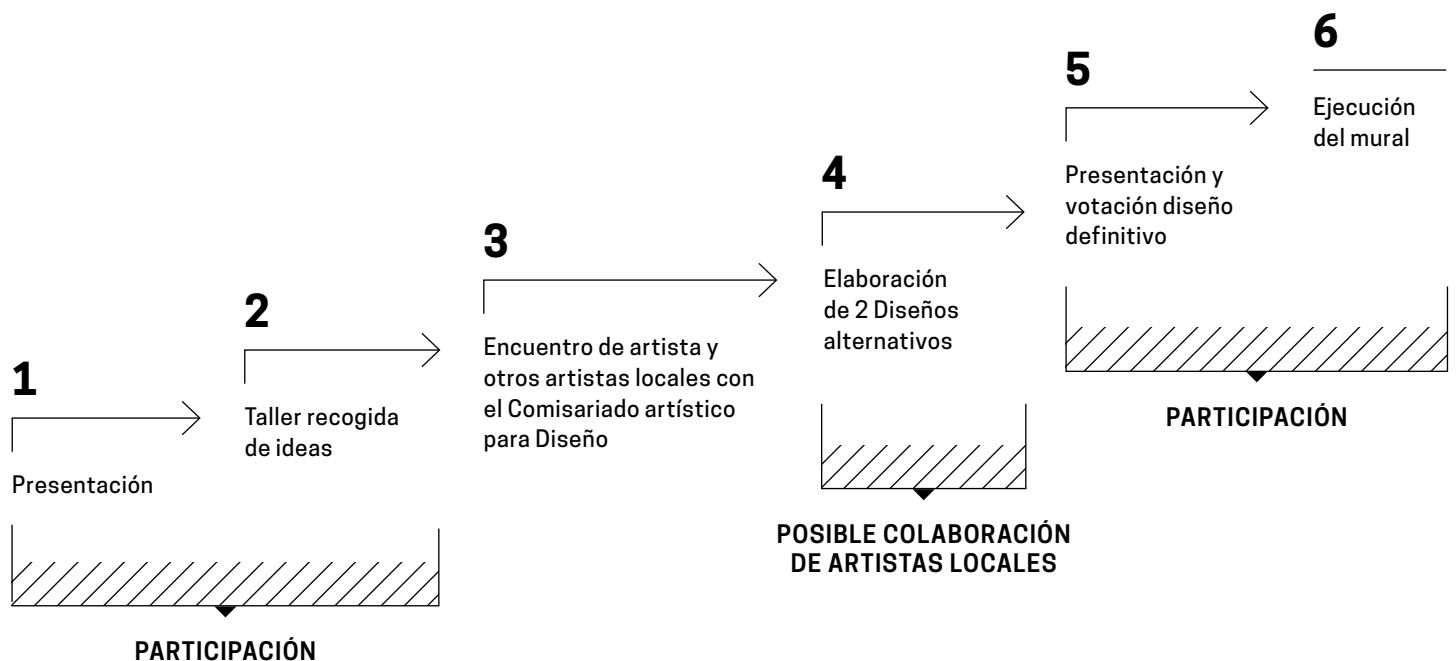 1
Presentación
2
Taller recogida
de ideas
PARTICIPACIÓN
3
Encuentro de artista y
otros artistas locales con
el Comisariado artístico
para Diseño
4
Elaboración
de 2 Diseños
alternativos
POSIBLE COLABORACIÓN
DE ARTISTAS LOCALES
5
Presentación y
votación diseño
definitivo
6
Ejecución
del mural
PARTICIPACIÓN